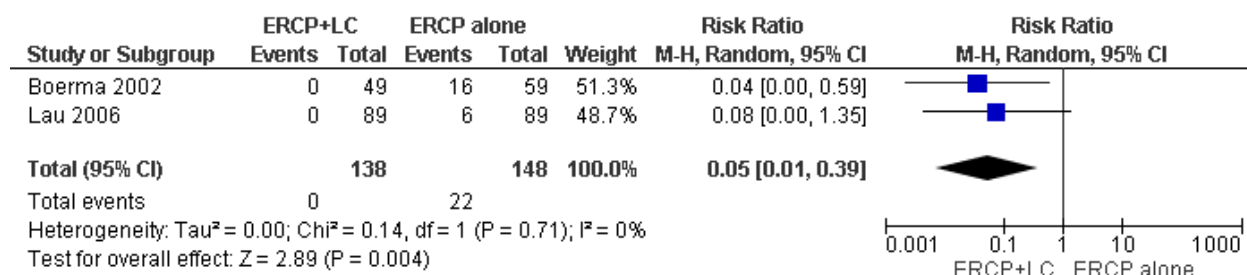 ERCP+LC ERCP alone Risk Ratio Risk Ratio
Study or Subgroup Events Total Events Total Weight M-H, Random, 95% CI M-H, Random, 95% CI
Boerma 2002 0 49 16 59 51.3% 0.04 [0.00, 0.59]
Lau 2006 0 89 6 89 48.7% 0.08 [0.00, 1.35]
Total (95% CI) 138 148 100.0% 0.05 [0.01, 0.39]
Total events 0 22
Heterogeneity: Tau² = 0.00; Chi² = 0.14, df = 1 (P = 0.71); I² = 0%
Test for overall effect: Z = 2.89 (P = 0.004)
0.001 0.1 1 10 1000
ERCP+LC ERCP alone